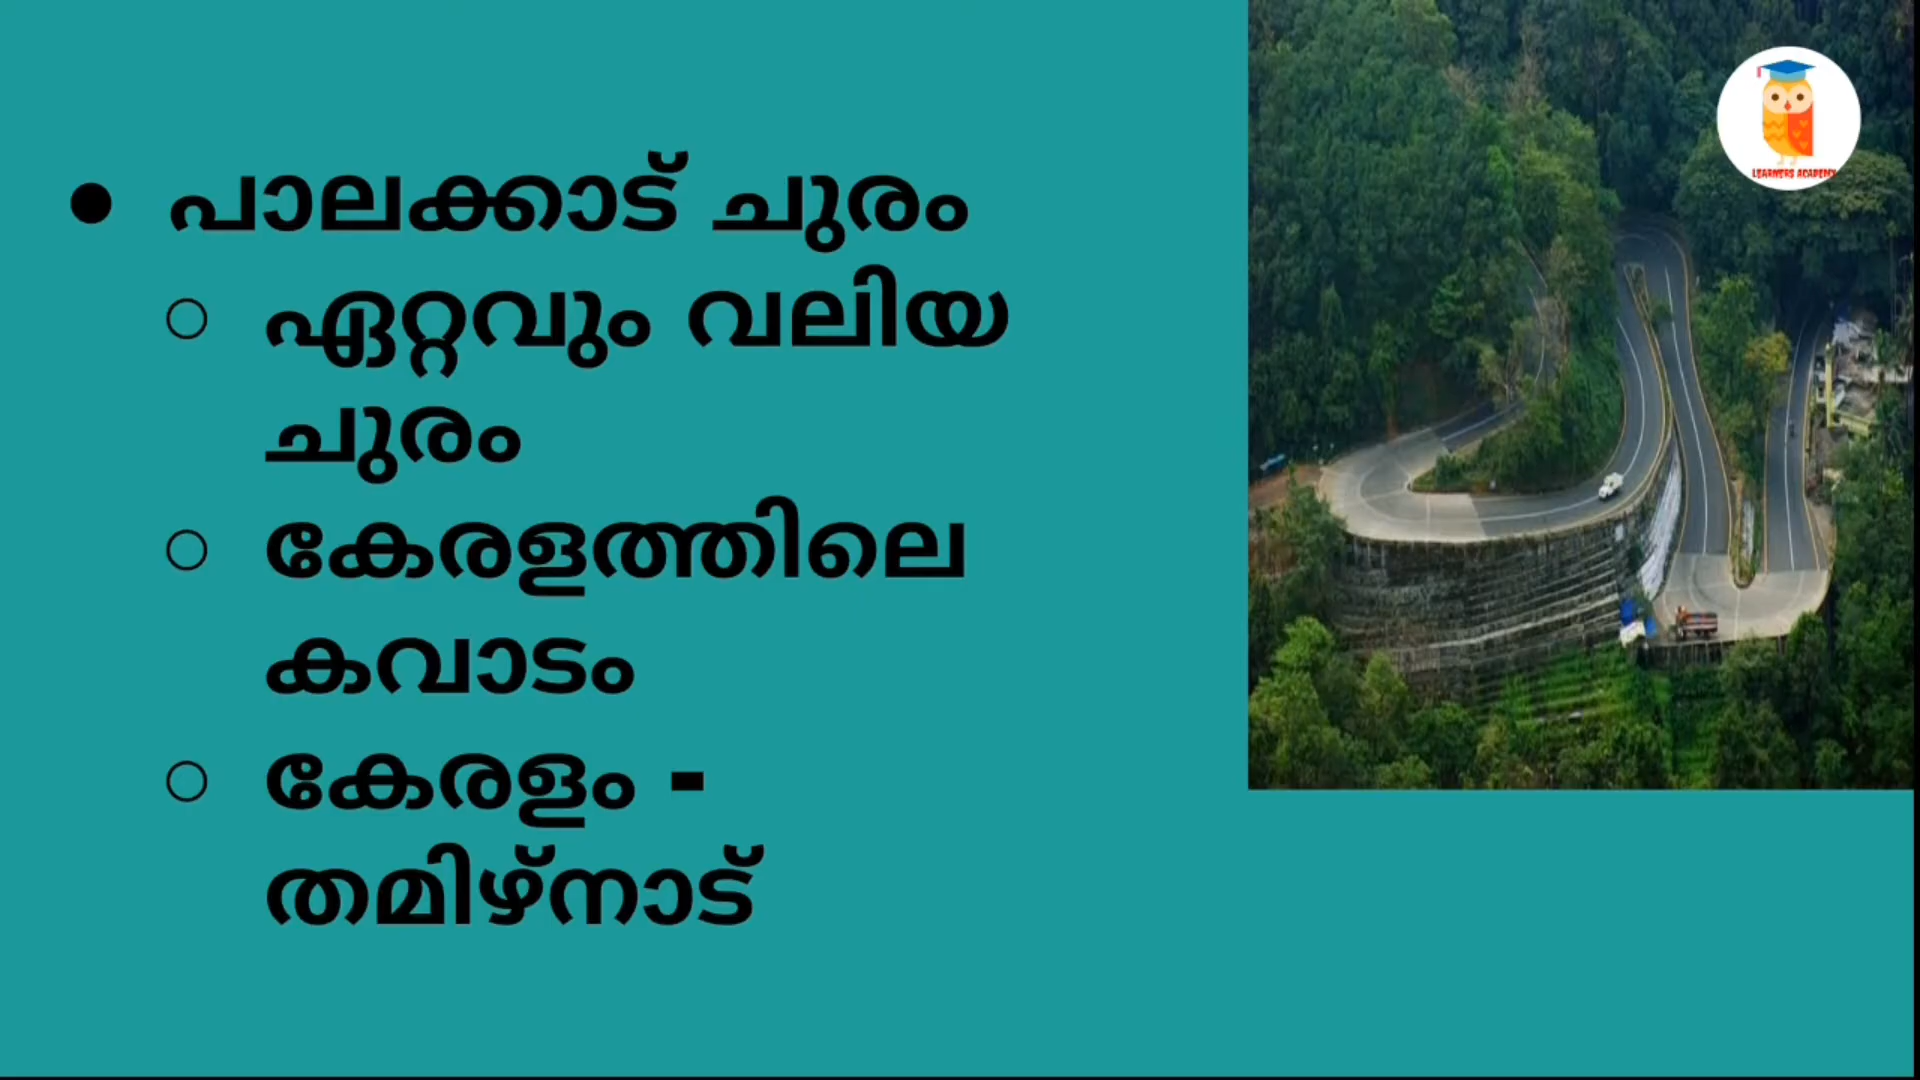 ● പാലക്കാട് ചുരം
○ ഏറ്റവും വലിയ
ചുരം
○ കേരളത്തിലെ
കവാടം
○ കേരളം -
തമിഴ്നാട്
LEARNERS ACADEMY